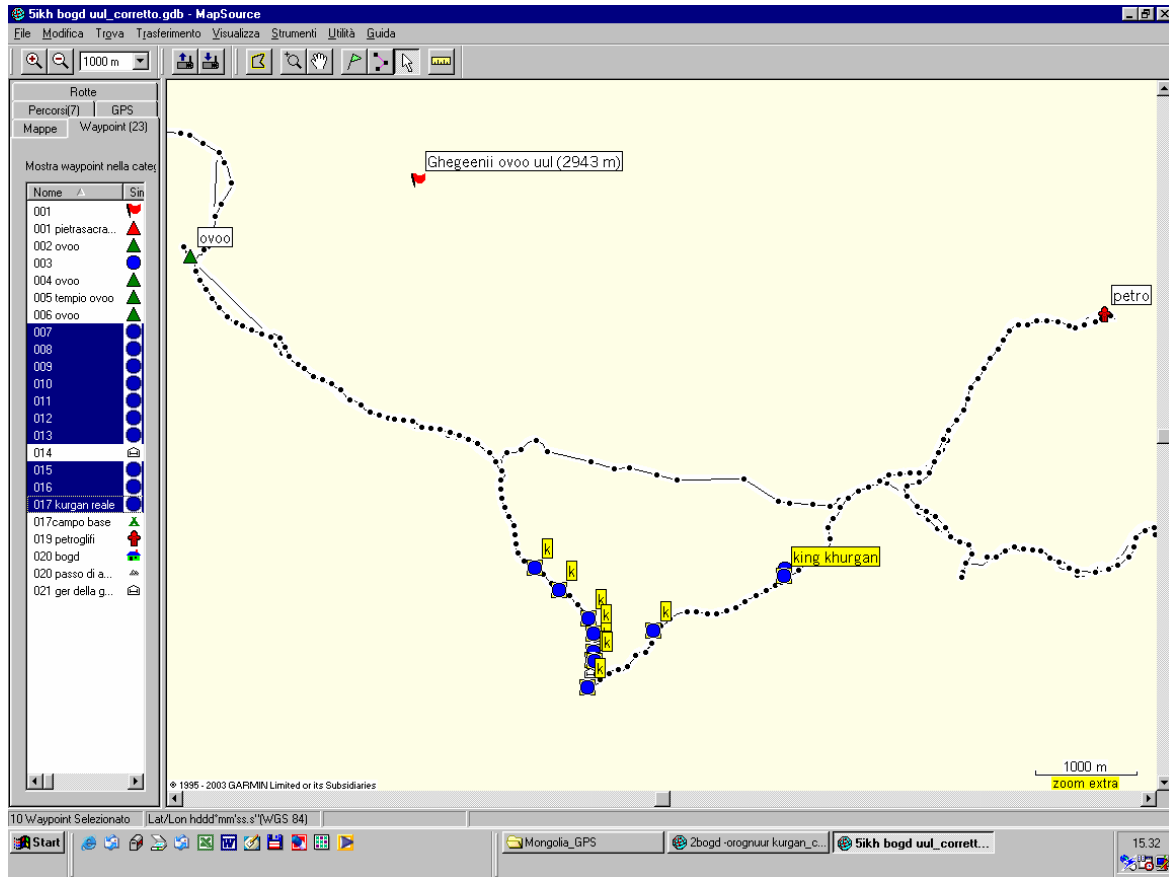 5ikh bogd uul_corretto.gdb - MapSource
File Modifica Trova Trasferimento Visualizza Strumenti Utilità Guida
1000 m
Rotte
Percorsi(7) GPS
Mappe Waypoint (23)
Mostra waypoint nella categ
Nome Sin
001
001 pietrasacra...
002 ovoo
003
004 ovoo
005 tempio ovoo
006 ovoo
007
008
009
010
011
012
013
014
015
016
017 kurgan reale
017campo base
019 petroglifi
020 bogd
020 passo di a...
021 ger della g...
Ghegeenii ovoo uul (2943 m)
ovoo
petro
k
king khurgan
k
k
k
k
k
k
1000 m
zoom extra
© 1995 - 2003 GARMIN Limited or its Subsidiaries
10 Waypoint Selezionato Lat/Lon hddd°mm'ss.s"(WGS 84)
Start Mongolia_GPS 2bogd -orognuur kurgan_c... 5ikh bogd uul_corrett... 15.32